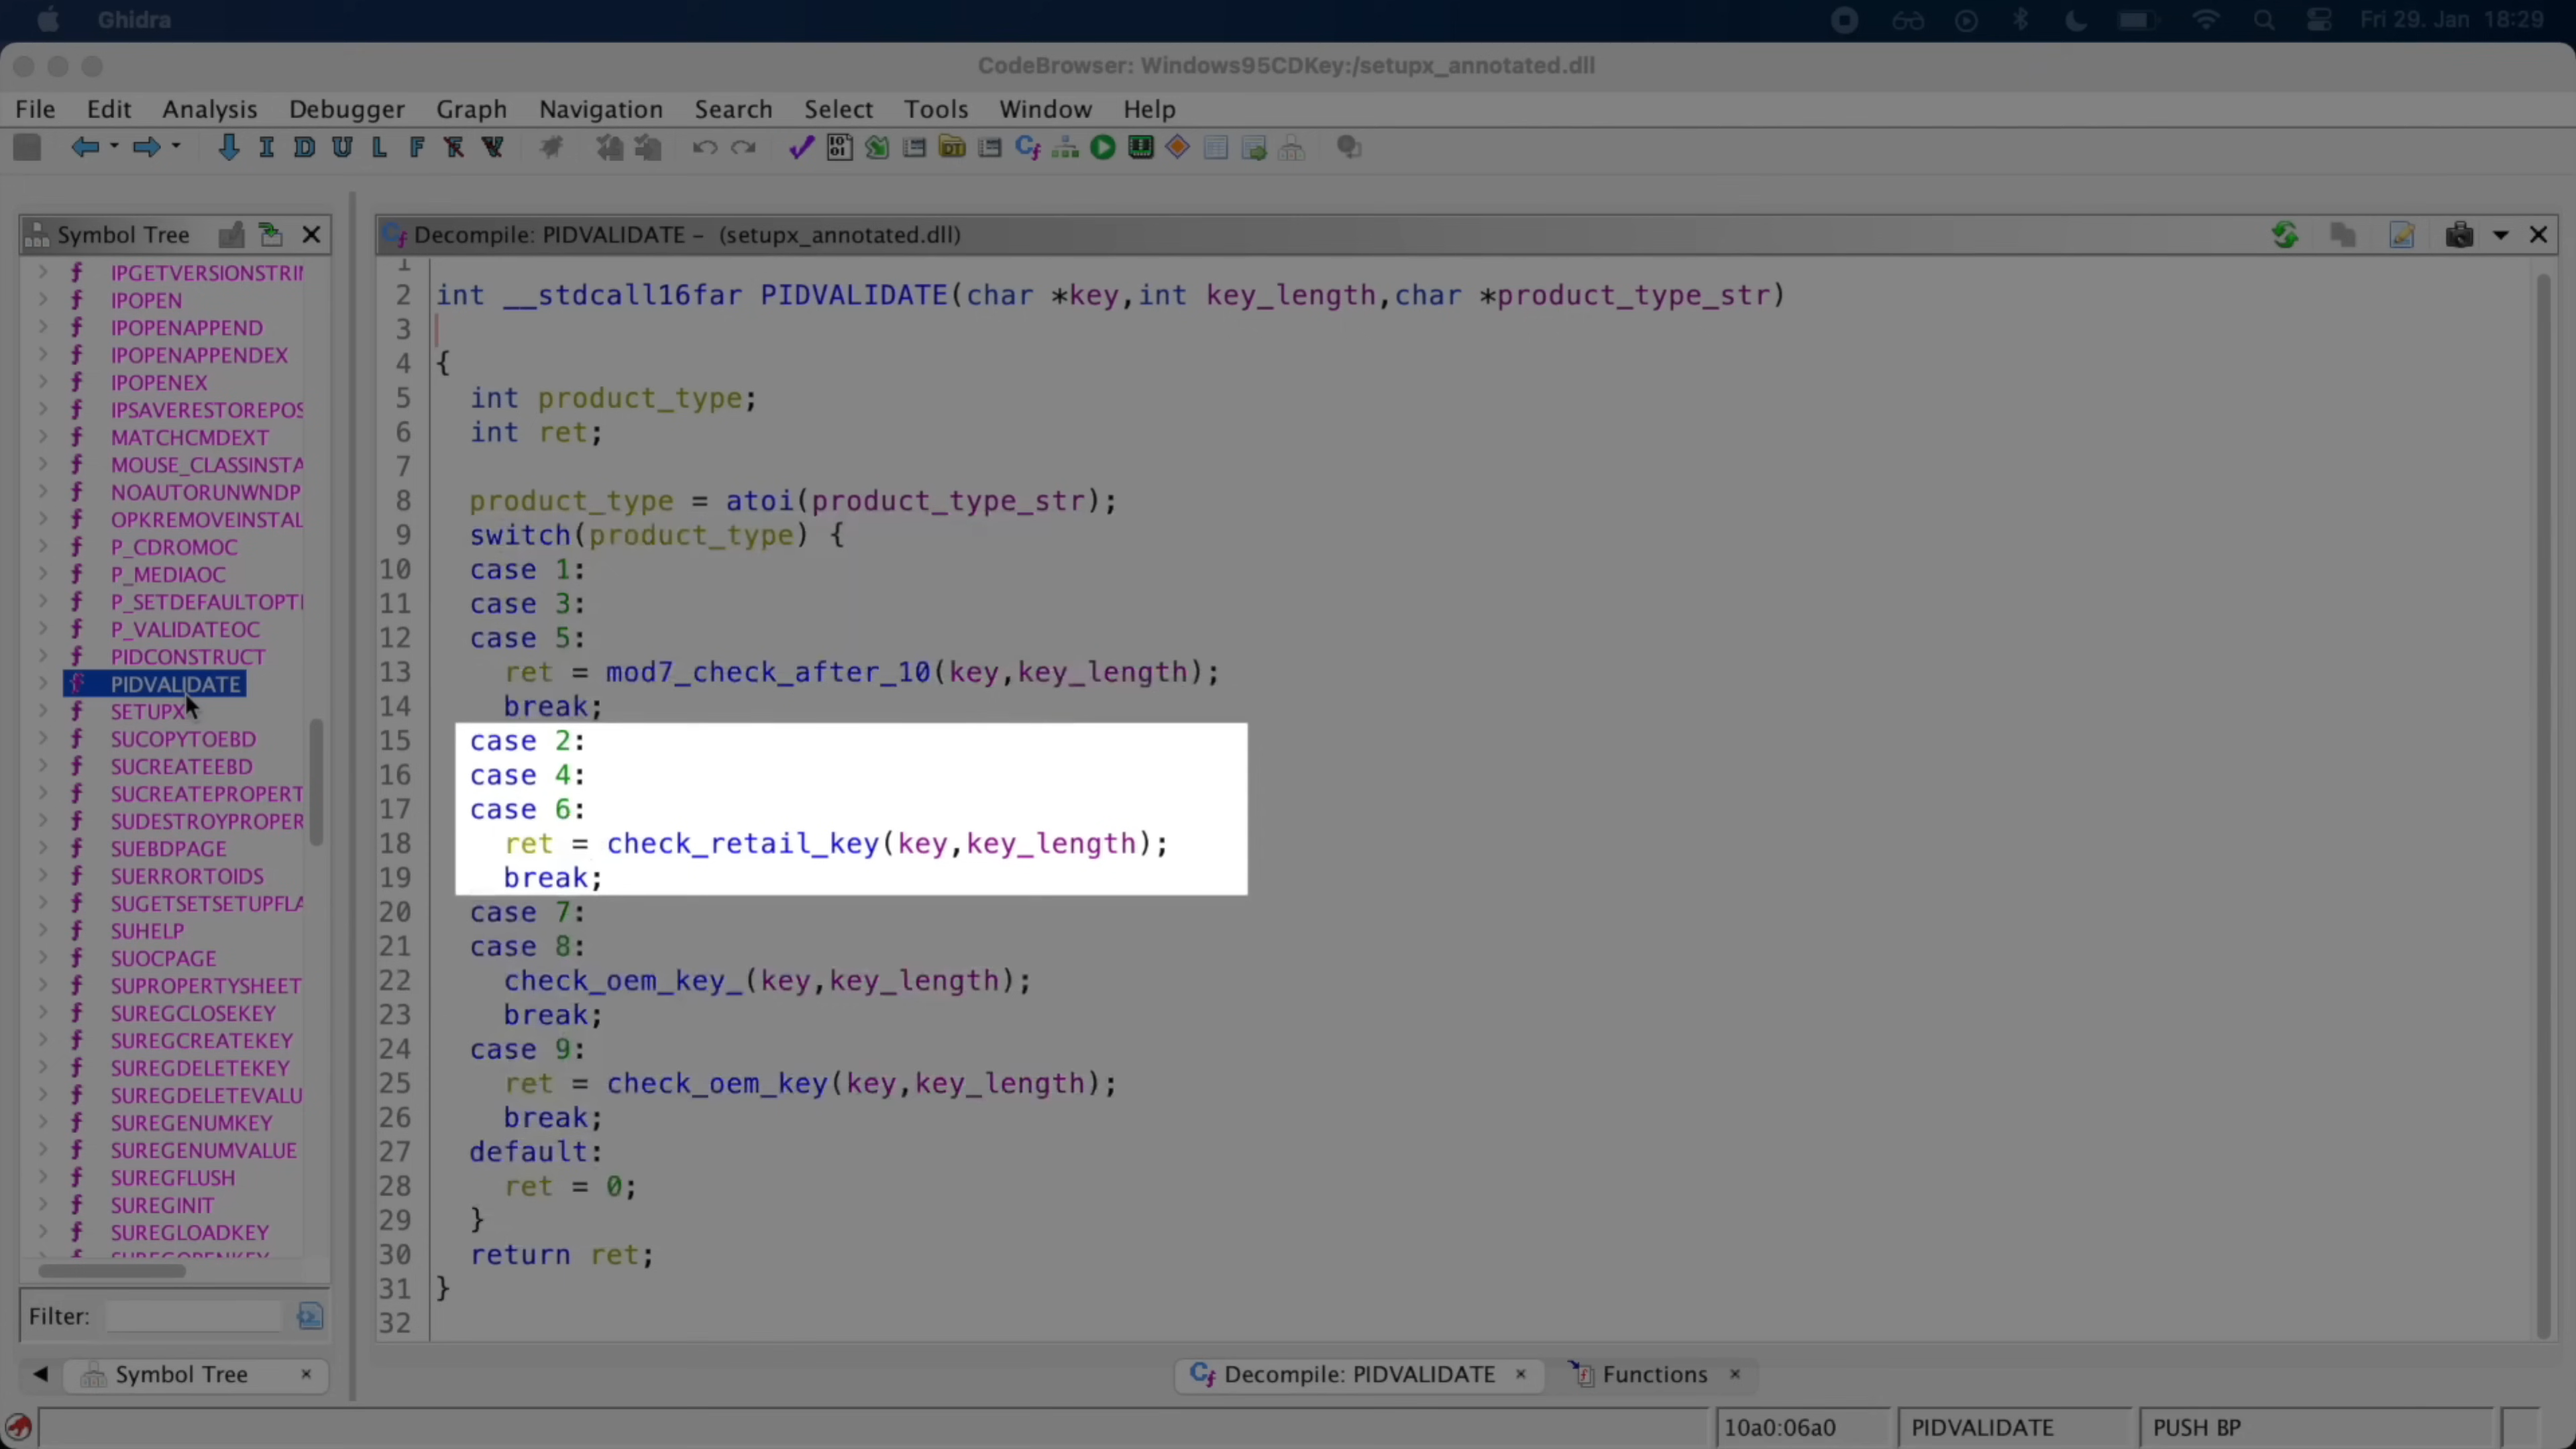 Ghidra
Fri 29. Jan 18:29
CodeBrowser: Windows95CDKey:/setupx_annotated.dll
File Edit Analysis Debugger Graph Navigation Search Select Tools Window Help
I D U L F
Symbol Tree
IPGETVERSIONSTRIN
IPOPEN
IPOPENAPPEND
IPOPENAPPENDEX
IPOPENEX
IPSAVERESTOREPOS
MATCHCMDEXT
MOUSE_CLASSINSTA
NOAUTORUNWNDP
OPKREMOVEINSTAL
P_CDROMOC
P_MEDIAOC
P_SETDEFAULTOPTI
P_VALIDATEOC
PIDCONSTRUCT
PIDVALIDATE
SETUPX
SUCOPYTOEBD
SUCREATEEBD
SUCREATEPROPERT
SUDESTROYPROPER
SUEBDPAGE
SUERRORTOIDS
SUGETSETSETUPFLA
SUHELP
SUOCPAGE
SUPROPERTYSHEET
SUREGCLOSEKEY
SUREGCREATEKEY
SUREGDELETEKEY
SUREGDELETEVALU
SUREGENUMKEY
SUREGENUMVALUE
SUREGFLUSH
SUREGINIT
SUREGLOADKEY
SUREGOPENKEY
Filter:
Symbol Tree
Decompile: PIDVALIDATE - (setupx_annotated.dll)
1
2 int __stdcall16far PIDVALIDATE(char *key,int key_length,char *product_type_str)
3
4 {
5 int product_type;
6 int ret;
7
8 product_type = atoi(product_type_str);
9 switch(product_type) {
10 case 1:
11 case 3:
12 case 5:
13 ret = mod7_check_after_10(key,key_length);
14 break;
15 case 2:
16 case 4:
17 case 6:
18 ret = check_retail_key(key,key_length);
19 break;
20 case 7:
21 case 8:
22 check_oem_key_(key,key_length);
23 break;
24 case 9:
25 ret = check_oem_key(key,key_length);
26 break;
27 default:
28 ret = 0;
29 }
30 return ret;
31 }
32
Decompile: PIDVALIDATE
Functions
10a0:06a0
PIDVALIDATE
PUSH BP